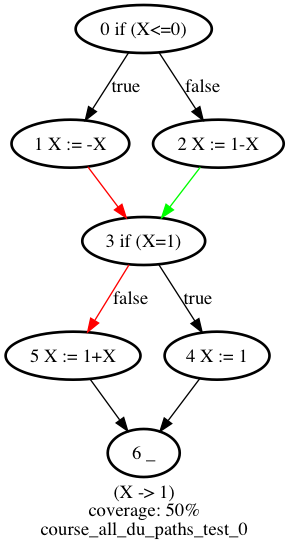 0 if (X<=0)
true
false
1 X := -X
2 X := 1-X
3 if (X=1)
false
true
5 X := 1+X
4 X := 1
6 _
(X -> 1)
coverage: 50%
course_all_du_paths_test_0